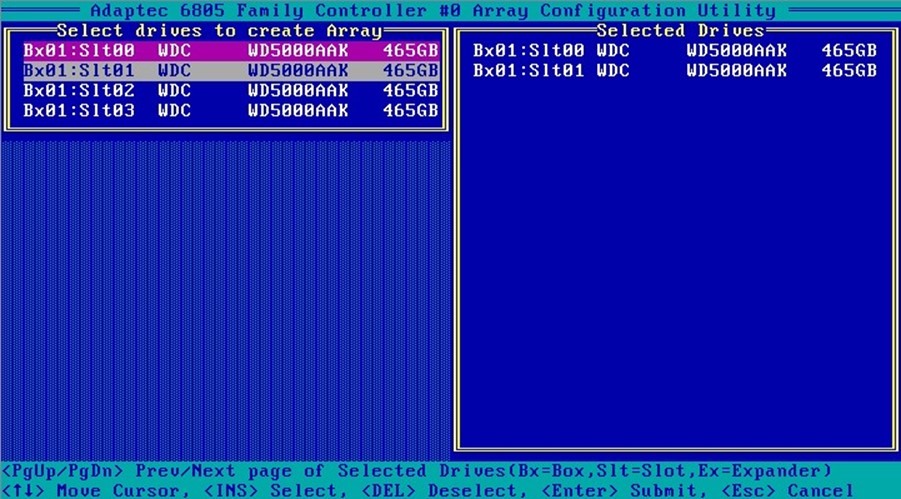 Adaptec 6805 Family Controller #0 Array Configuration Utility
Select drives to create Array
Bx01:Slt00 WDC WD5000AAK 465GB
Bx01:Slt01 WDC WD5000AAK 465GB
Bx01:Slt02 WDC WD5000AAK 465GB
Bx01:Slt03 WDC WD5000AAK 465GB
Selected Drives
Bx01:Slt00 WDC WD5000AAK 465GB
Bx01:Slt01 WDC WD5000AAK 465GB
<PgUp/PgDn> Prev/Next page of Selected Drives(Bx=Box,Slt=Slot,Ex=Expander)
<↑↓> Move Cursor, <INS> Select, <DEL> Deselect, <Enter> Submit, <Esc> Cancel